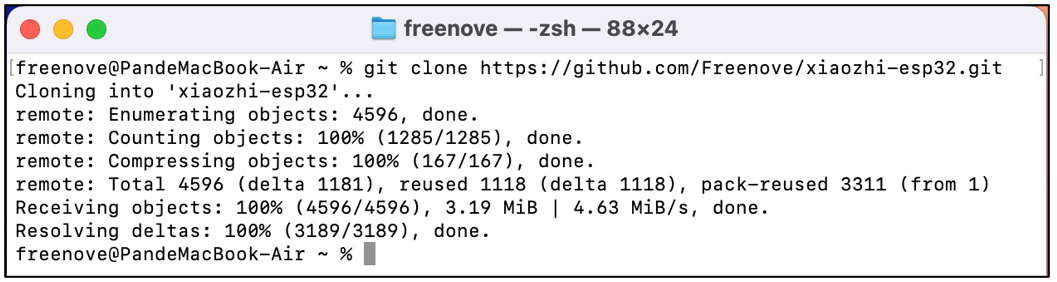 freenove — -zsh — 88×24
[freenove@PandeMacBook-Air ~ % git clone https://github.com/Freenove/xiaozhi-esp32.git ]
Cloning into 'xiaozhi-esp32'...
remote: Enumerating objects: 4596, done.
remote: Counting objects: 100% (1285/1285), done.
remote: Compressing objects: 100% (167/167), done.
remote: Total 4596 (delta 1181), reused 1118 (delta 1118), pack-reused 3311 (from 1)
Receiving objects: 100% (4596/4596), 3.19 MiB | 4.63 MiB/s, done.
Resolving deltas: 100% (3189/3189), done.
freenove@PandeMacBook-Air ~ %